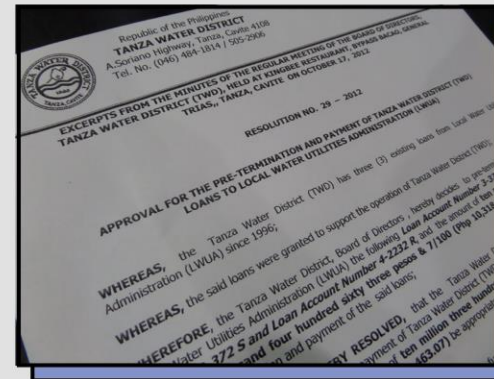 Republic of the Philippines
TANZA WATER DISTRICT
A.Soriano Highway, Tanza, Cavite 4108
Tel. No. (046) 484-1814 / 505-2906
TANZA WATER DISTRICT
TANZA, CAVITE
EXCERPTS FROM THE MINUTES OF THE REGULAR MEETING OF THE BOARD OF DIRECTORS,
TANZA WATER DISTRICT (TWD), HELD AT KINGBEE RESTAURANT, BYPASS BACAO, GENERAL
TRIAS,, TANZA, CAVITE ON OCTOBER 17, 2012
RESOLUTION NO. 29 – 2012
APPROVAL FOR THE PRE-TERMINATION AND PAYMENT OF TANZA WATER DISTRICT (TWD)
LOANS TO LOCAL WATER UTILITIES ADMINISTRATION (LWUA)
WHEREAS, the Tanza Water District (TWD) has three (3) existing loans from Local Water
Administration (LWUA) since 1996;
WHEREAS, the said loans were granted to support the operation of Tanza Water District (TWD);
WHEREFORE, the Tanza Water District, Board of Directors , hereby decides to
Water Utilities Administration (LWUA) the following Loan Account Number
372 S and Loan Account Number 4-2232 R, and the amount of ten
and four hundred sixty three pesos & 7/100 (Php
and payment of the said loans;
RESOLVED, that the Tanza Water
payment of Tanza Water District
of ten million three hundred
463.07) be